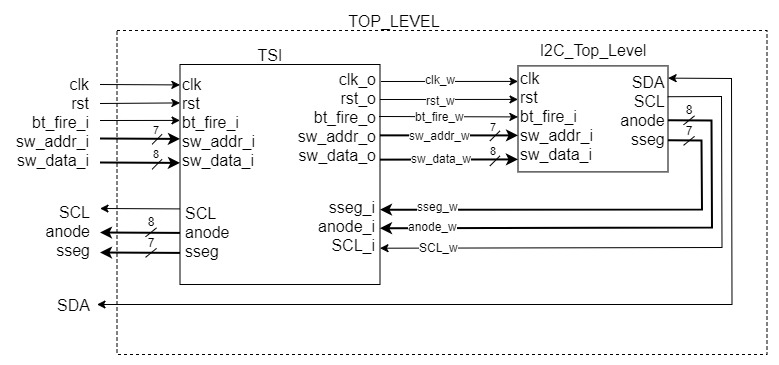 TOP_LEVEL
TSI
I2C_Top_Level
clk
rst
bt_fire_i
sw_addr_i
sw_data_i
7
8
clk
rst
bt_fire_i
sw_addr_i
sw_data_i
clk_o
rst_o
bt_fire_o
sw_addr_o
sw_data_o
clk_w
rst_w
bt_fire_w
sw_addr_w
sw_data_w
7
8
clk
rst
bt_fire_i
sw_addr_i
sw_data_i
SDA
SCL
anode
sseg
8
7
SCL
anode
sseg
8
7
SCL
anode
sseg
sseg_i
anode_i
SCL_i
sseg_w
anode_w
SCL_w
SDA